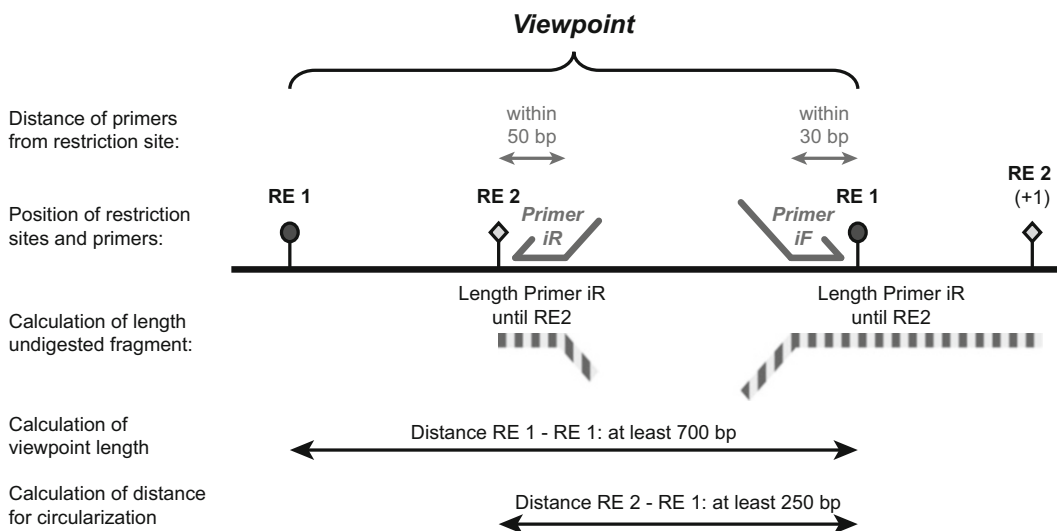 Viewpoint
Distance of primers
from restriction site:
within
50 bp
within
30 bp
Position of restriction
sites and primers:
RE 1
RE 2
Primer
iR
Primer
iF
RE 1
RE 2
(+1)
Calculation of length
undigested fragment:
Length Primer iR
until RE2
Length Primer iR
until RE2
Calculation of
viewpoint length
Distance RE 1 - RE 1: at least 700 bp
Calculation of distance
for circularization
Distance RE 2 - RE 1: at least 250 bp